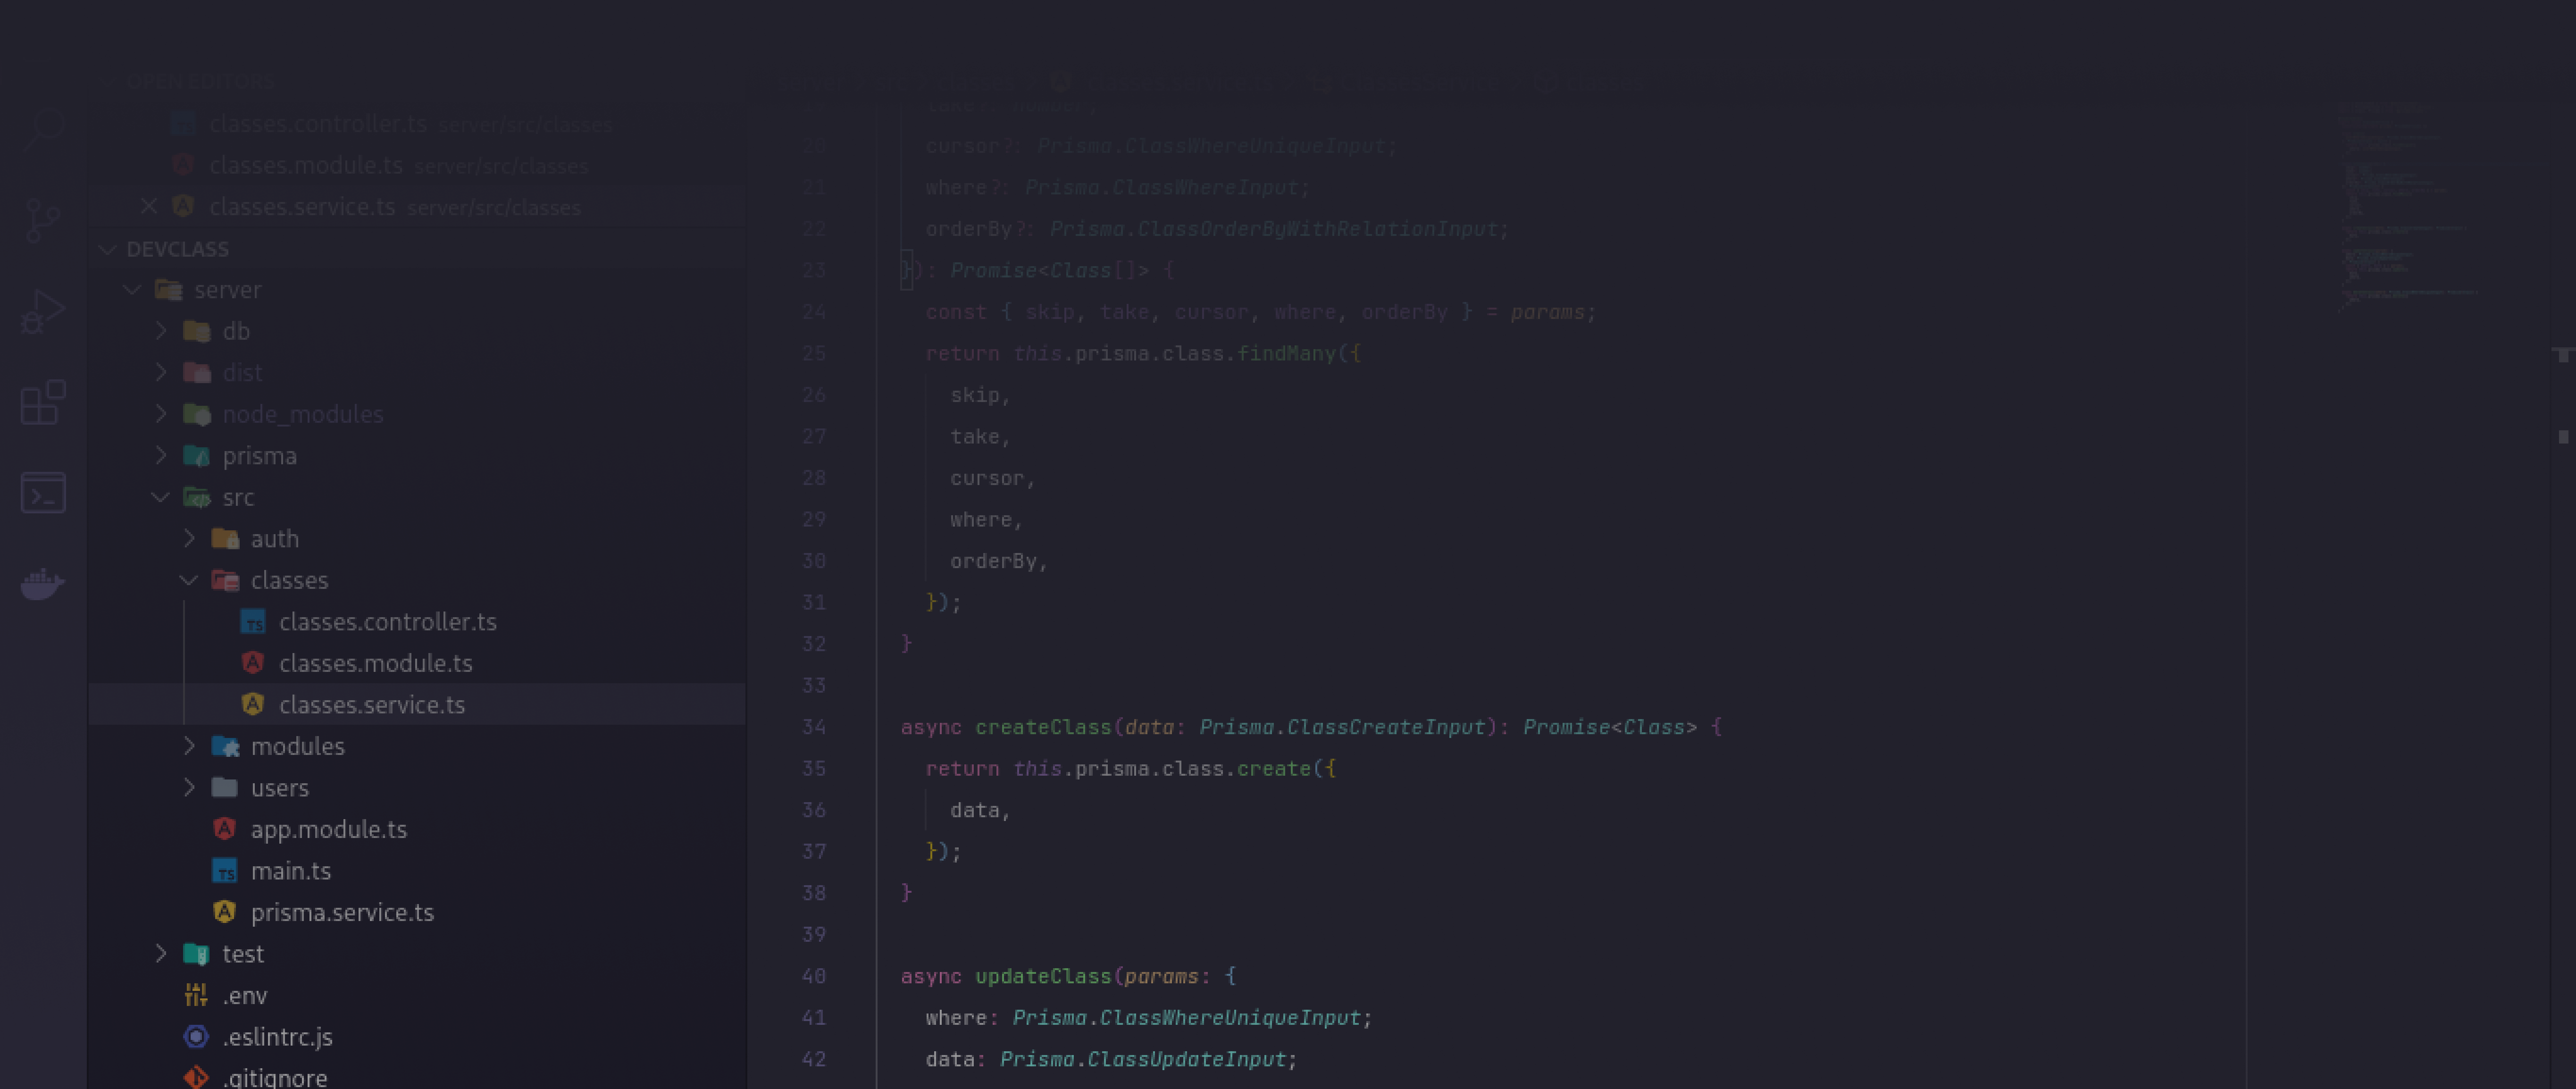 OPEN EDITORS
classes.controller.ts server/src/classes
classes.module.ts server/src/classes
classes.service.ts server/src/classes
DEVCLASS
server
db
dist
node_modules
prisma
src
auth
classes
classes.controller.ts
classes.module.ts
classes.service.ts
modules
users
app.module.ts
main.ts
prisma.service.ts
test
.env
.eslintrc.js
.gitignore
take?: number;
20 cursor?: Prisma.ClassWhereUniqueInput;
21 where?: Prisma.ClassWhereInput;
22 orderBy?: Prisma.ClassOrderByWithRelationInput;
23 }): Promise<Class[]> {
24 const { skip, take, cursor, where, orderBy } = params;
25 return this.prisma.class.findMany({
26 skip,
27 take,
28 cursor,
29 where,
30 orderBy,
31 });
32 }
33
34 async createClass(data: Prisma.ClassCreateInput): Promise<Class> {
35 return this.prisma.class.create({
36 data,
37 });
38 }
39
40 async updateClass(params: {
41 where: Prisma.ClassWhereUniqueInput;
42 data: Prisma.ClassUpdateInput;